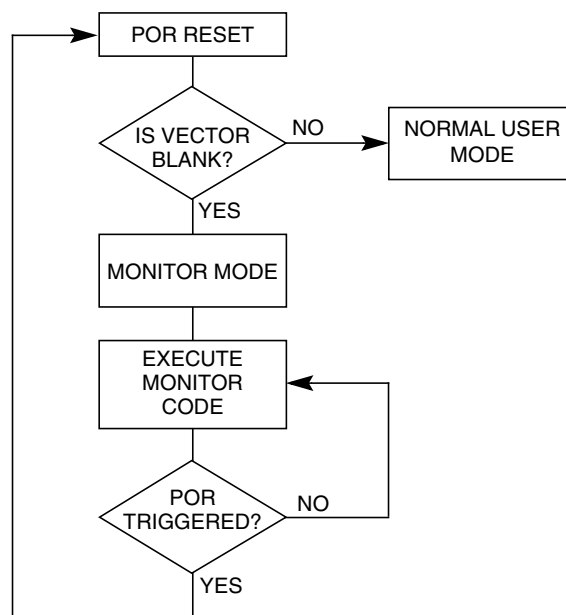 POR RESET
IS VECTOR
BLANK?
NO
NORMAL USER
MODE
YES
MONITOR MODE
EXECUTE
MONITOR
CODE
POR
TRIGGERED?
NO
YES